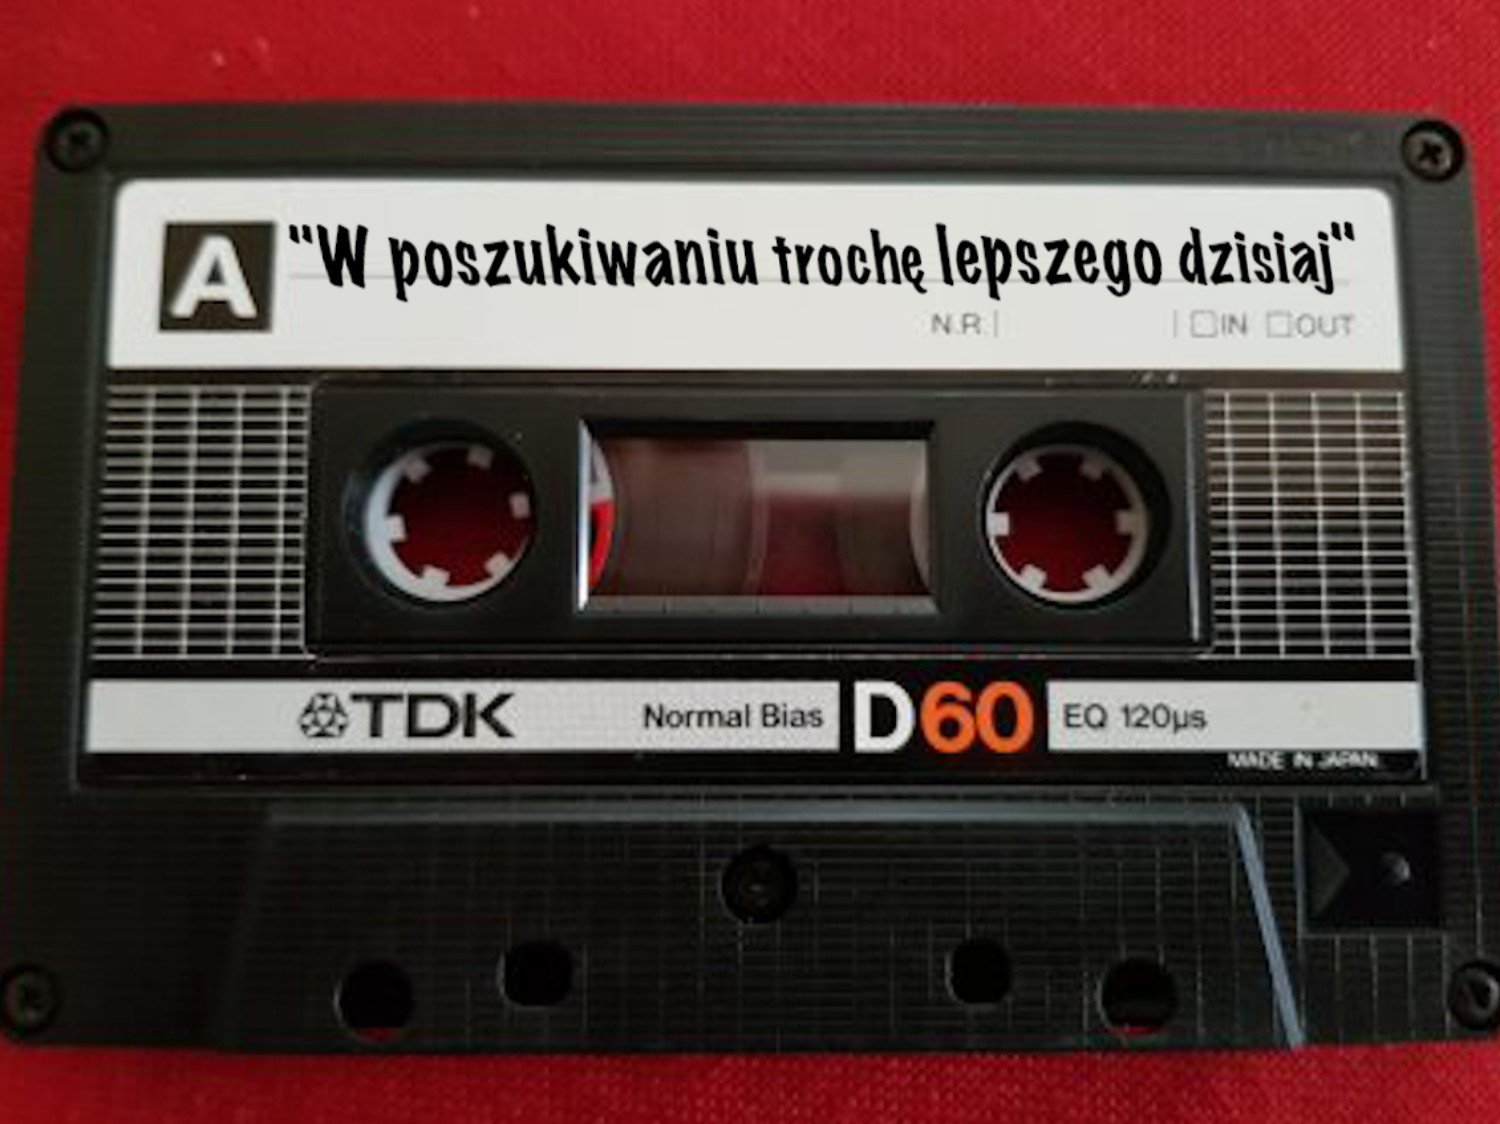 A "W poszukiwaniu trochę lepszego dzisiaj"
N.R. IN OUT
TDK Normal Bias D60 EQ 120µs
MADE IN JAPAN